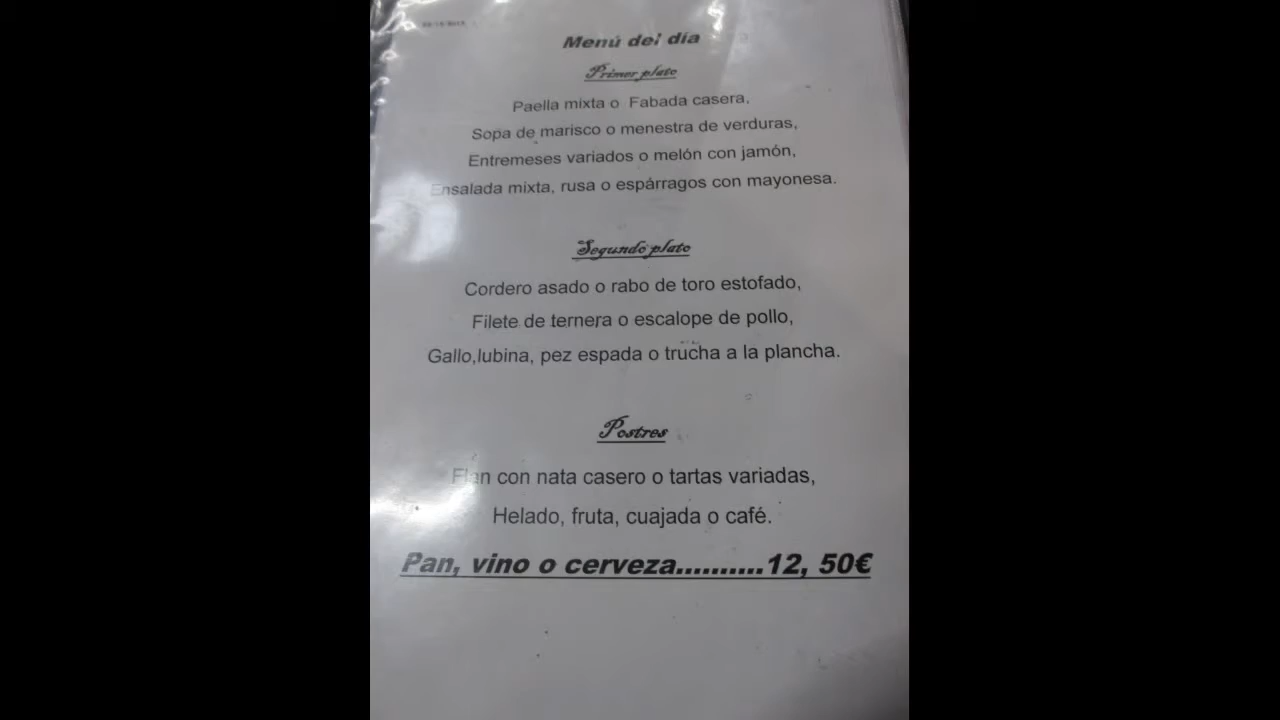 Menú del día
Primer plato
Paella mixta o Fabada casera,
Sopa de marisco o menestra de verduras,
Entremeses variados o melón con jamón,
Ensalada mixta, rusa o espárragos con mayonesa.
Segundo plato
Cordero asado o rabo de toro estofado,
Filete de ternera o escalope de pollo,
Gallo,lubina, pez espada o trucha a la plancha.
Postres
Flan con nata casero o tartas variadas,
Helado, fruta, cuajada o café.
Pan, vino o cerveza..........12, 50€